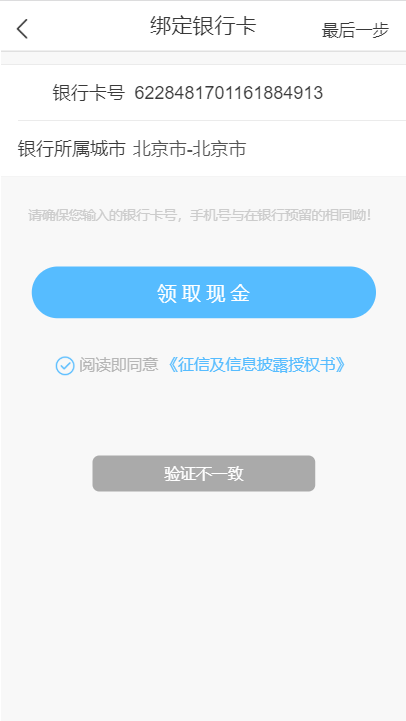 绑定银行卡
最后一步
银行卡号 6228481701161884913
银行所属城市 北京市-北京市
请确保您输入的银行卡号，手机号与在银行预留的相同呦！
领取现金
阅读即同意《征信及信息披露授权书》
验证不一致